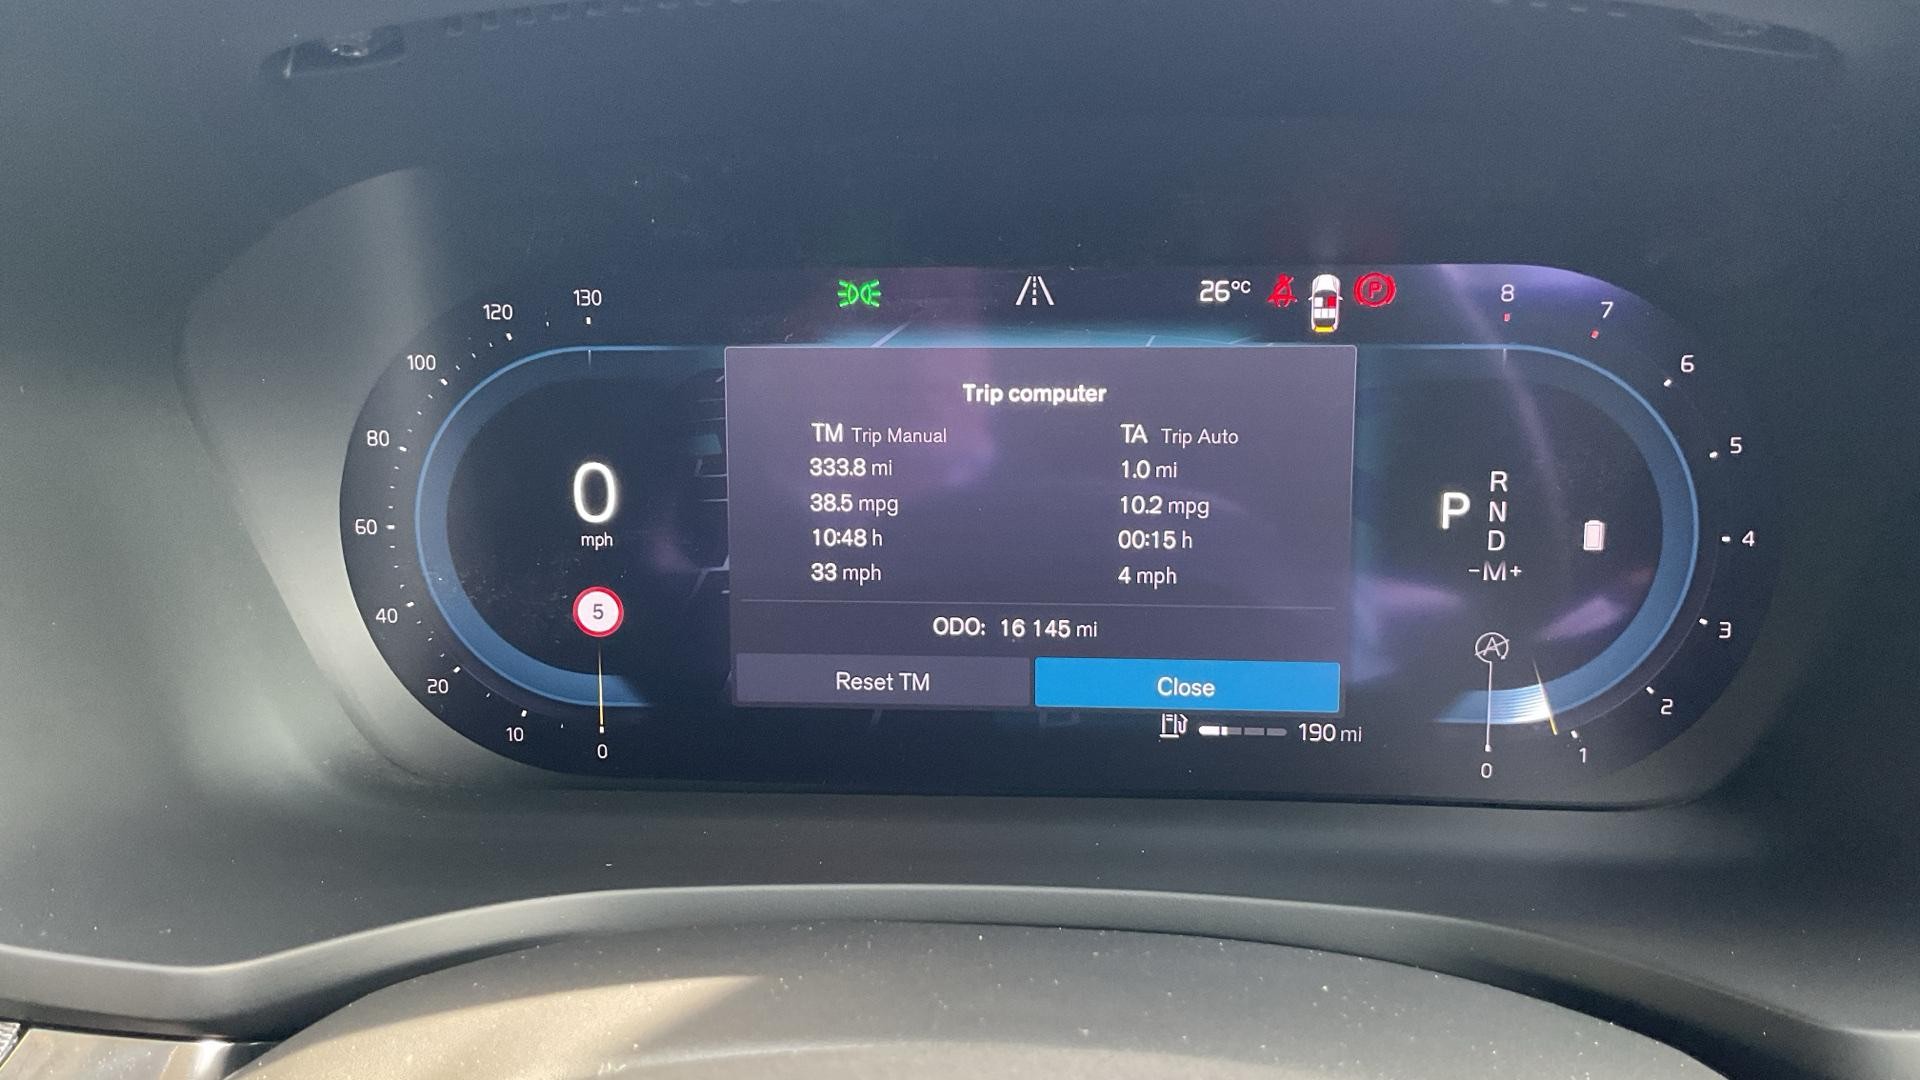 130
120
100
80
60
40
20
10
0
0
mph
5
26°C
P
Trip computer
TM Trip Manual
333.8 mi
38.5 mpg
10:48 h
33 mph
TA Trip Auto
1.0 mi
10.2 mpg
00:15 h
4 mph
ODO: 16 145 mi
Reset TM
Close
190 mi
P
R
N
D
-M+
A
8
7
6
5
4
3
2
1
0